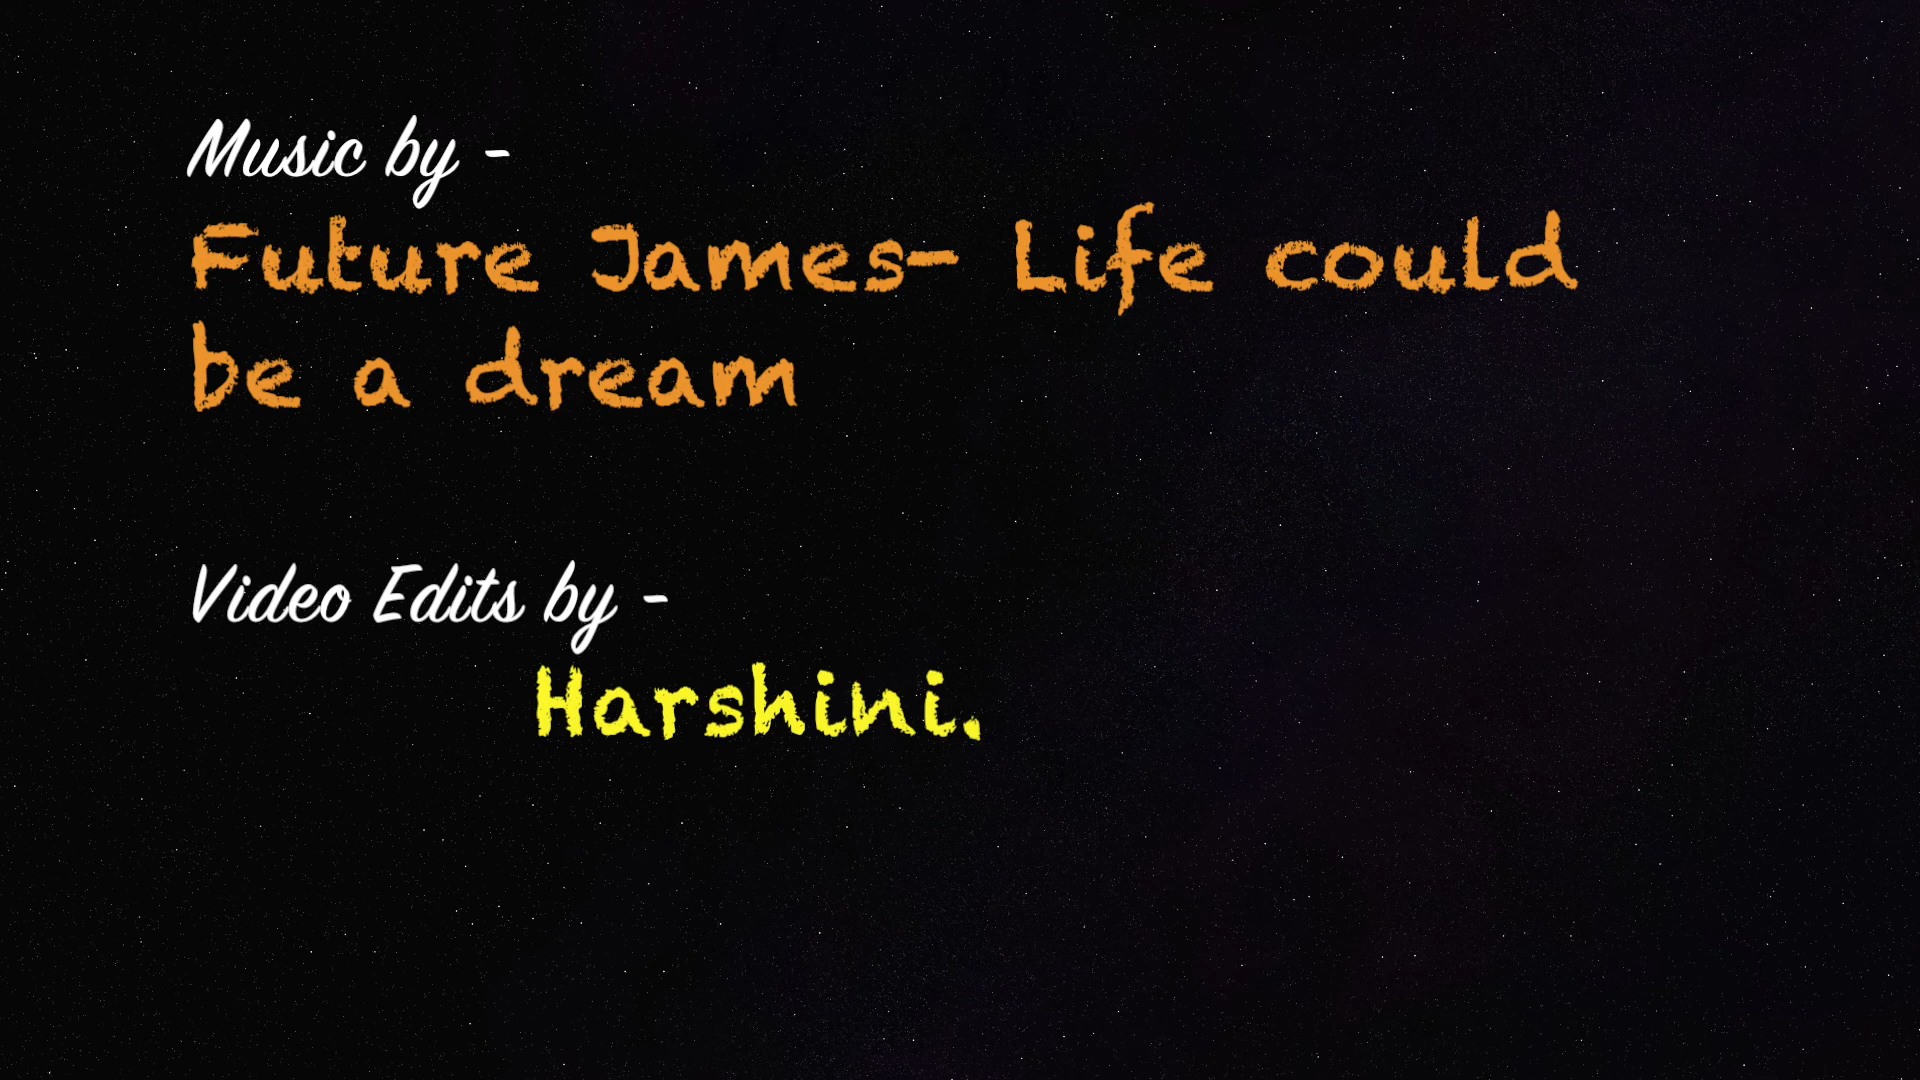 Music by -
Future James- Life could
be a dream
Video Edits by -
Harshini.